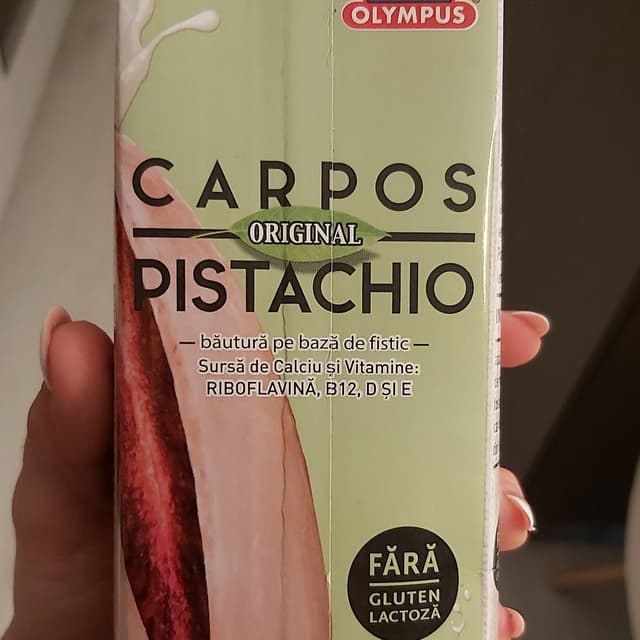 OLYMPUS
CARPOS
ORIGINAL
PISTACHIO
băutură pe bază de fistic
Sursă de Calciu și Vitamine:
RIBOFLAVINĂ, B12, D ȘI E
FĂRĂ
GLUTEN
LACTOZĂ